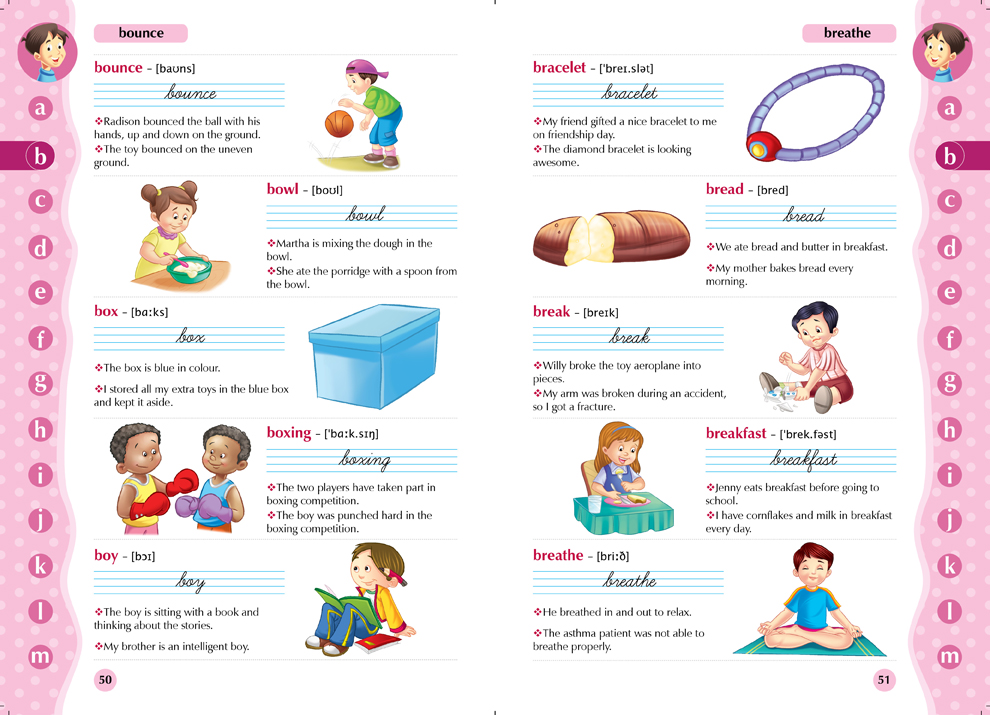 bounce
bounce – [baʊns]
bounce
❖Radison bounced the ball with his
hands, up and down on the ground.
❖The toy bounced on the uneven
ground.
bowl – [boʊl]
bowl
❖Martha is mixing the dough in the
bowl.
❖She ate the porridge with a spoon from
the bowl.
box – [bɑːks]
box
❖The box is blue in colour.
❖I stored all my extra toys in the blue box
and kept it aside.
boxing – [ˈbɑːk.sɪŋ]
boxing
❖The two players have taken part in
boxing competition.
❖The boy was punched hard in the
boxing competition.
boy – [bɔɪ]
boy
❖The boy is sitting with a book and
thinking about the stories.
❖My brother is an intelligent boy.
a
b
c
d
e
f
g
h
i
j
k
l
m
50
breathe
bracelet – [ˈbreɪ.slət]
bracelet
❖My friend gifted a nice bracelet to me
on friendship day.
❖The diamond bracelet is looking
awesome.
bread – [bred]
bread
❖We ate bread and butter in breakfast.
❖My mother bakes bread every
morning.
break – [breɪk]
break
❖Willy broke the toy aeroplane into
pieces.
❖My arm was broken during an accident,
so I got a fracture.
breakfast – [ˈbrek.fəst]
breakfast
❖Jenny eats breakfast before going to
school.
❖I have cornflakes and milk in breakfast
every day.
breathe – [briːð]
breathe
❖He breathed in and out to relax.
❖The asthma patient was not able to
breathe properly.
a
b
c
d
e
f
g
h
i
j
k
l
m
51